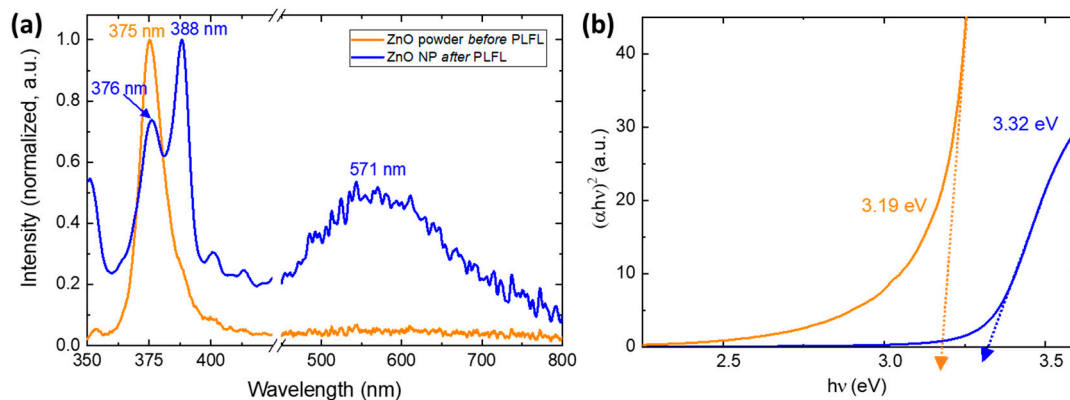 (a)
375 nm
388 nm
376 nm
571 nm
ZnO powder before PLFL
ZnO NP after PLFL
Intensity (normalized, a.u.)
1.0
0.8
0.6
0.4
0.2
0.0
350 375 400 500 600 700 800
Wavelength (nm)
(b)
3.19 eV
3.32 eV
(αhν)² (a.u.)
40
30
20
10
0
2.5 3.0 3.5
hν (eV)